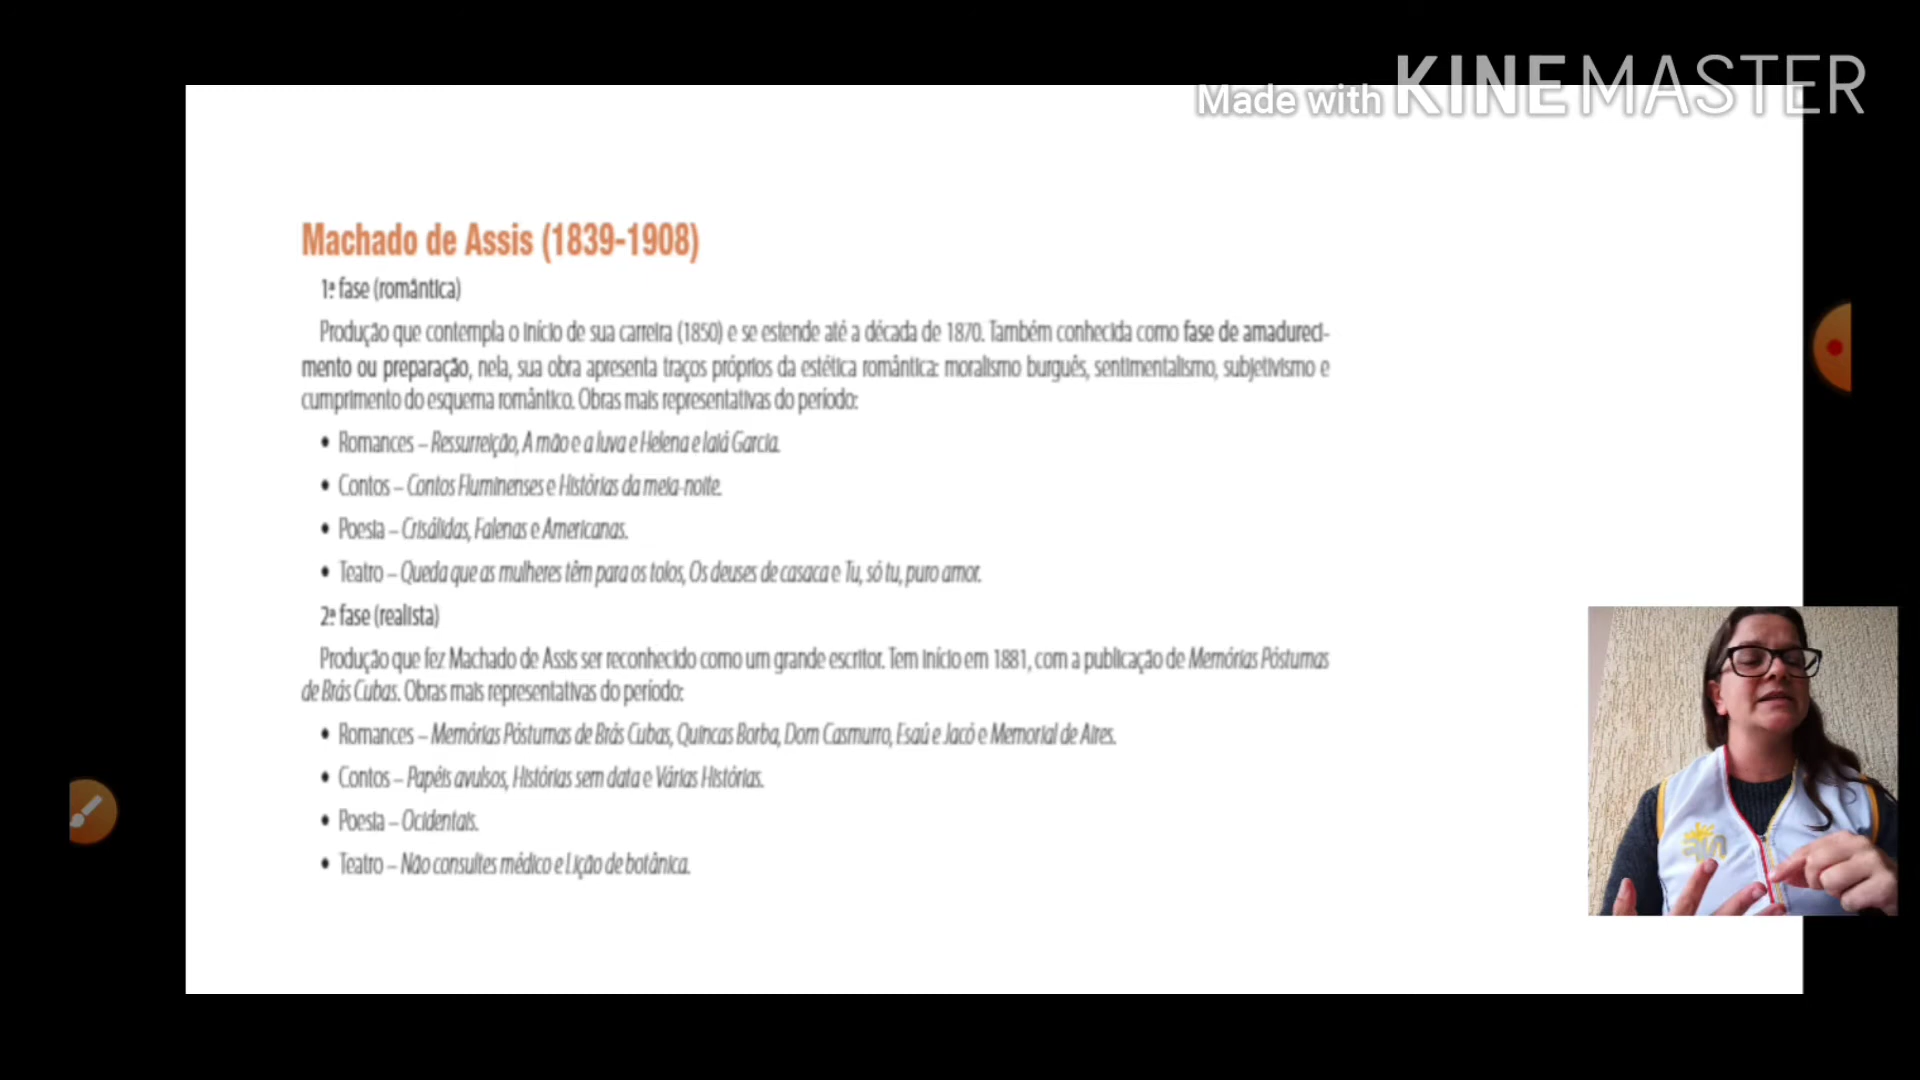 Made with KINEMASTER
Machado de Assis (1839-1908)
1ª fase (romântica)
Produção que contempla o início de sua carreira (1850) e se estende até a década de 1870. Também conhecida como fase de amadureci-
mento ou preparação, nela, sua obra apresenta traços próprios da estética romântica: moralismo burguês, sentimentalismo, subjetivismo e
cumprimento do esquema romântico. Obras mais representativas do período:
• Romances – Ressurreição, A mão e a luva e Helena e Iaiá Garcia.
• Contos – Contos Fluminenses e Histórias da meia-noite.
• Poesia – Crisálidas, Falenas e Americanas.
• Teatro – Queda que as mulheres têm para os tolos, Os deuses de casaca e Tu, só tu, puro amor.
2ª fase (realista)
Produção que fez Machado de Assis ser reconhecido como um grande escritor. Tem início em 1881, com a publicação de Memórias Póstumas
de Brás Cubas. Obras mais representativas do período:
• Romances – Memórias Póstumas de Brás Cubas, Quincas Borba, Dom Casmurro, Esaú e Jacó e Memorial de Aires.
• Contos – Papéis avulsos, Histórias sem data e Várias Histórias.
• Poesia – Ocidentais.
• Teatro – Não consultes médico e Lição de botânica.